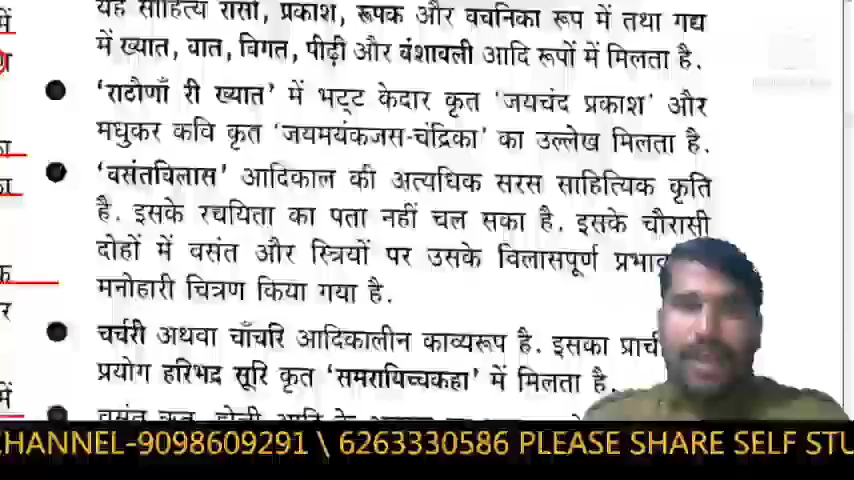 यह साहित्य रासो, प्रकाश, रूपक और वचनिका रूप में तथा गद्य
में ख्यात, वात, विगत, पीढ़ी और वंशावली आदि रूपों में मिलता है.
'राठौणाँ री ख्यात' में भट्ट केदार कृत 'जयचंद प्रकाश' और
मधुकर कवि कृत 'जयमयंकजस-चंद्रिका' का उल्लेख मिलता है.
'वसंतविलास' आदिकाल की अत्यधिक सरस साहित्यिक कृति
है. इसके रचयिता का पता नहीं चल सका है. इसके चौरासी
दोहों में वसंत और स्त्रियों पर उसके विलासपूर्ण
मनोहारी चित्रण किया गया है.
चर्चरी अथवा चाँचरि आदिकालीन काव्यरूप है. इसका
प्रयोग हरिभद्र सूरि कृत 'समरायिच्चकहा' में मिलता है.
CHANNEL-9098609291 \ 6263330586 PLEASE SHARE SELF STU